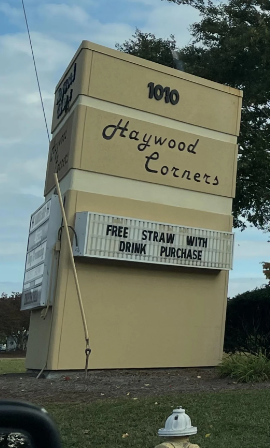 1010
Haywood
Corners
FREE STRAW WITH
DRINK PURCHASE